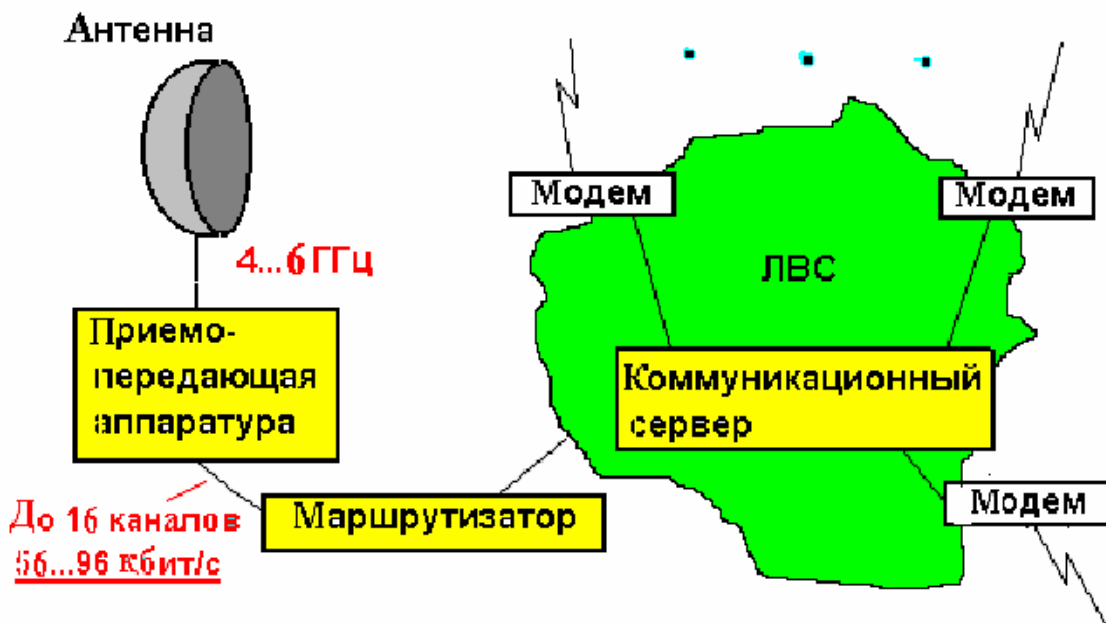 Антенна
4...6 ГГц
Приемо-
передающая
аппаратура
До 16 каналов
56...96 кбит/с
Маршрутизатор
Модем
Модем
ЛВС
Коммуникационный
сервер
Модем